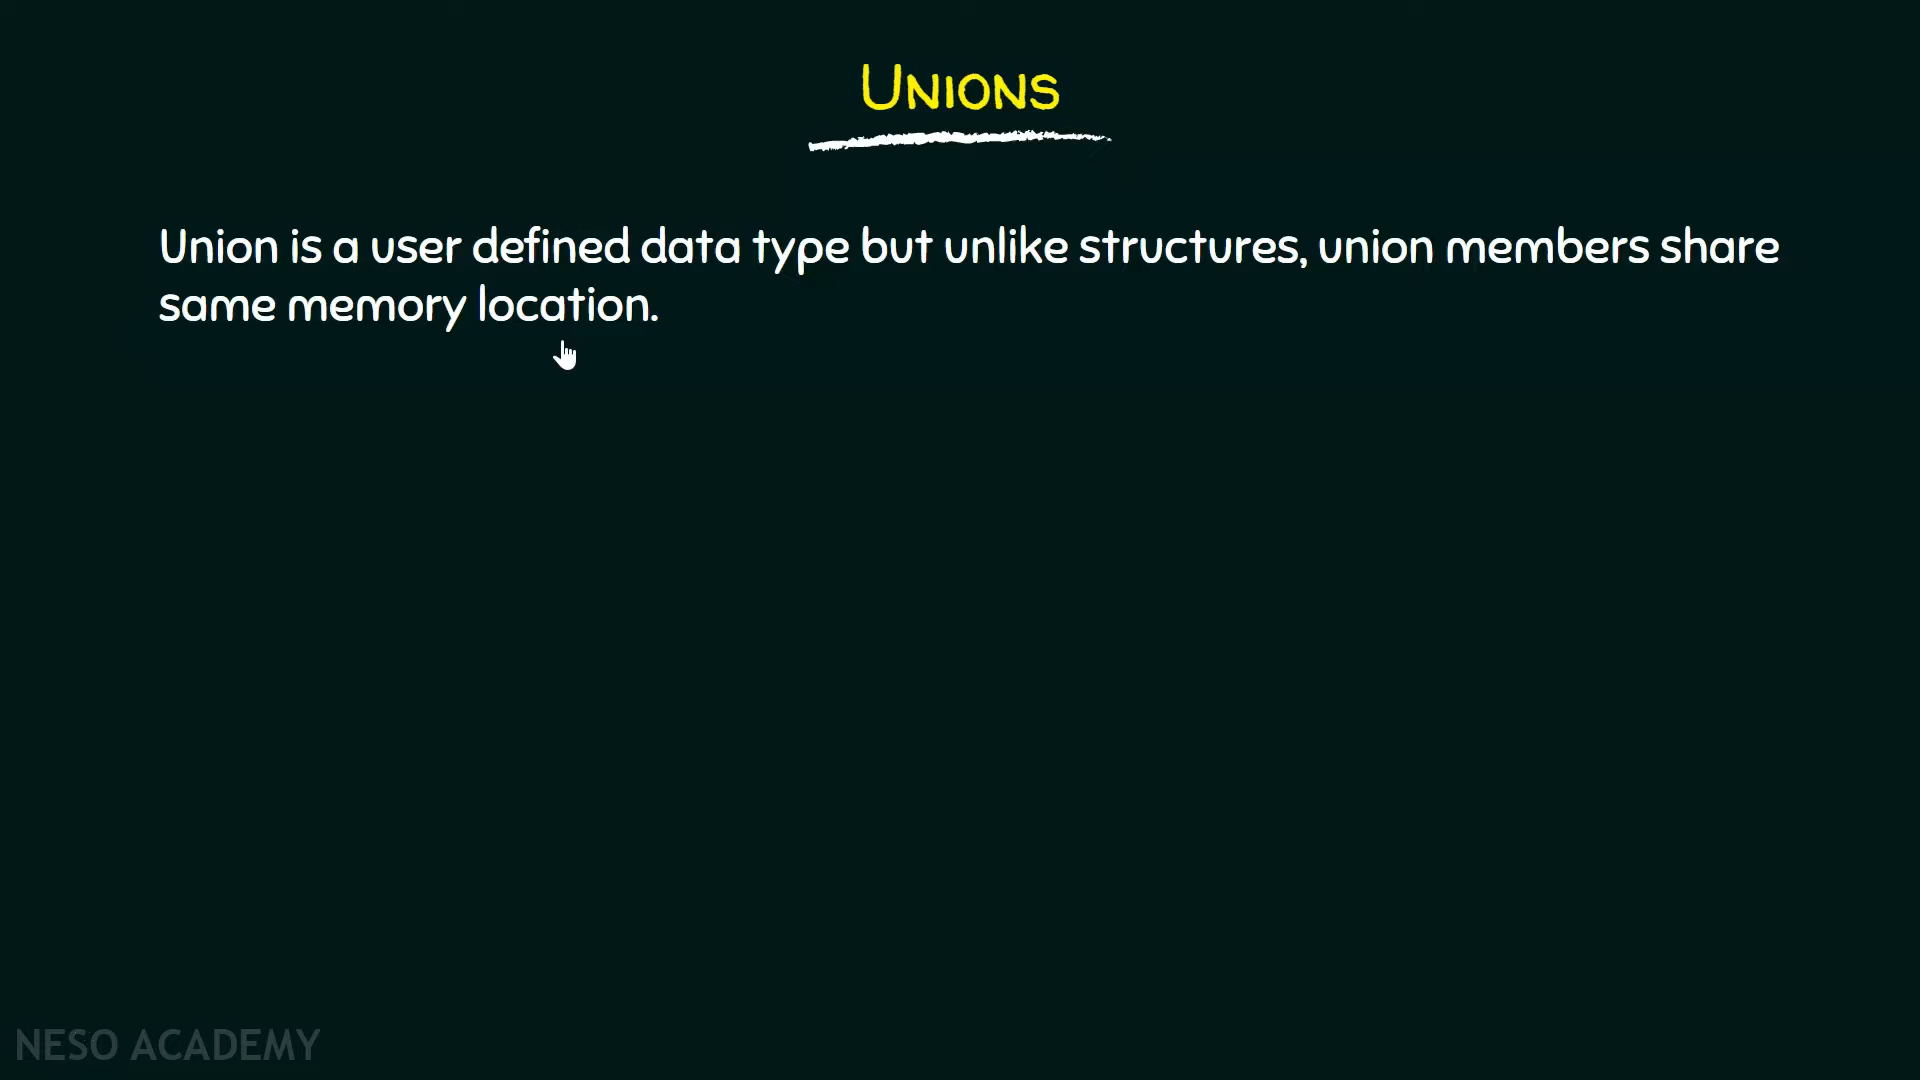 UNIONS
Union is a user defined data type but unlike structures, union members share
same memory location.
NESO ACADEMY